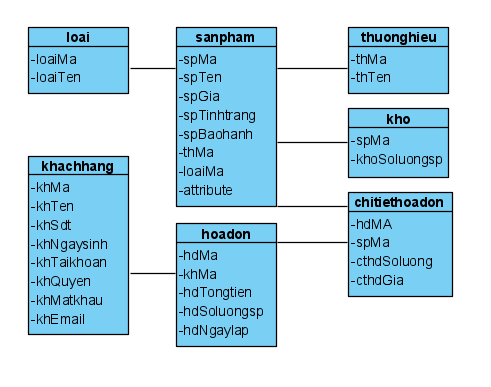 loai
-loaiMa
-loaiTen
sanpham
-spMa
-spTen
-spGia
-spTinhtrang
-spBaohanh
-thMa
-loaiMa
-attribute
thuonghieu
-thMa
-thTen
kho
-spMa
-khoSoluongsp
khachhang
-khMa
-khTen
-khSdt
-khNgaysinh
-khTaikhoan
-khQuyen
-khMatkhau
-khEmail
hoadon
-hdMa
-khMa
-hdTongtien
-hdSoluongsp
-hdNgaylap
chitiethoadon
-hdMA
-spMa
-cthdSoluong
-cthdGia